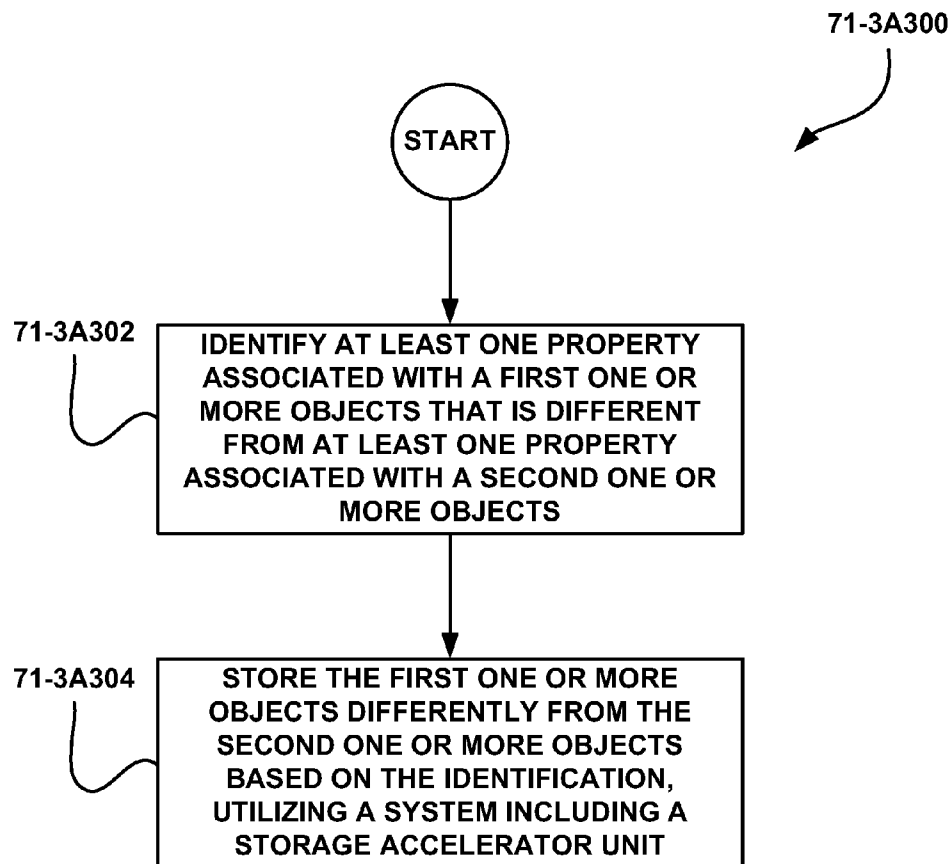 71-3A300
START
71-3A302
IDENTIFY AT LEAST ONE PROPERTY
ASSOCIATED WITH A FIRST ONE OR
MORE OBJECTS THAT IS DIFFERENT
FROM AT LEAST ONE PROPERTY
ASSOCIATED WITH A SECOND ONE OR
MORE OBJECTS
71-3A304
STORE THE FIRST ONE OR MORE
OBJECTS DIFFERENTLY FROM THE
SECOND ONE OR MORE OBJECTS
BASED ON THE IDENTIFICATION,
UTILIZING A SYSTEM INCLUDING A
STORAGE ACCELERATOR UNIT